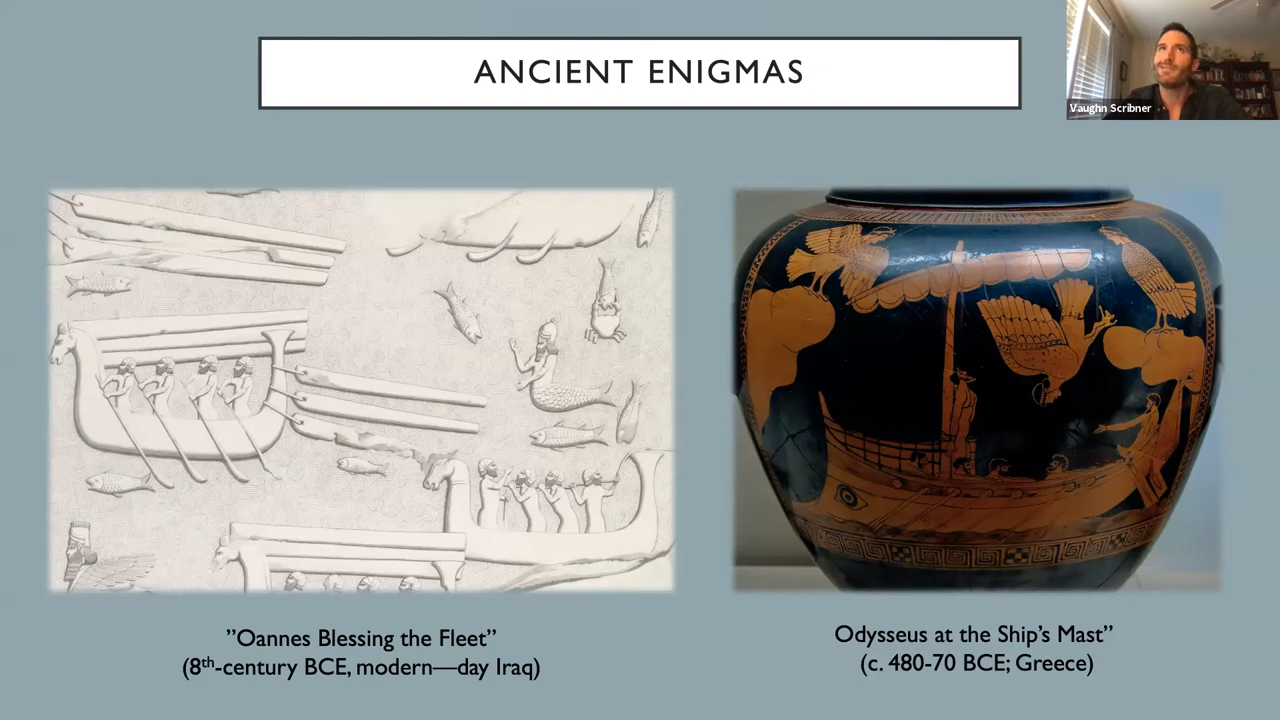 ANCIENT ENIGMAS
Vaughn Scribner
”Oannes Blessing the Fleet”
(8th-century BCE, modern—day Iraq)
Odysseus at the Ship’s Mast”
(c. 480-70 BCE; Greece)